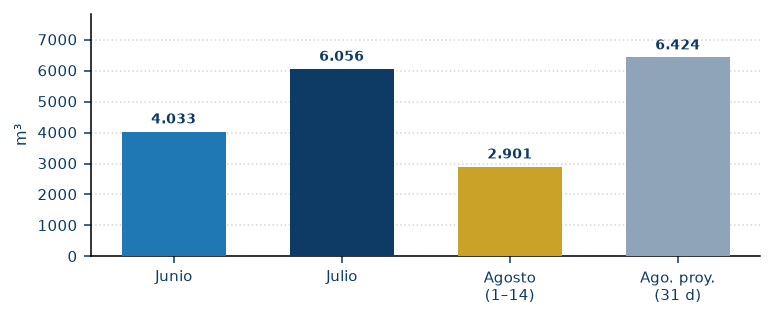 m³
7000
6000
5000
4000
3000
2000
1000
0
4.033
6.056
2.901
6.424
Junio
Julio
Agosto
(1–14)
Ago. proy.
(31 d)